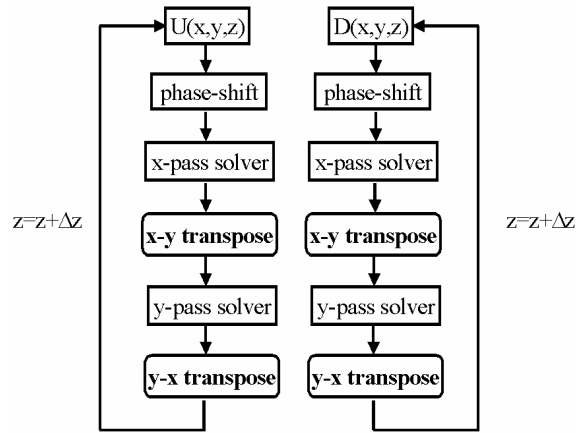 U(x,y,z) D(x,y,z)
phase-shift phase-shift
x-pass solver x-pass solver
z=z+Δz x-y transpose x-y transpose z=z+Δz
y-pass solver y-pass solver
y-x transpose y-x transpose